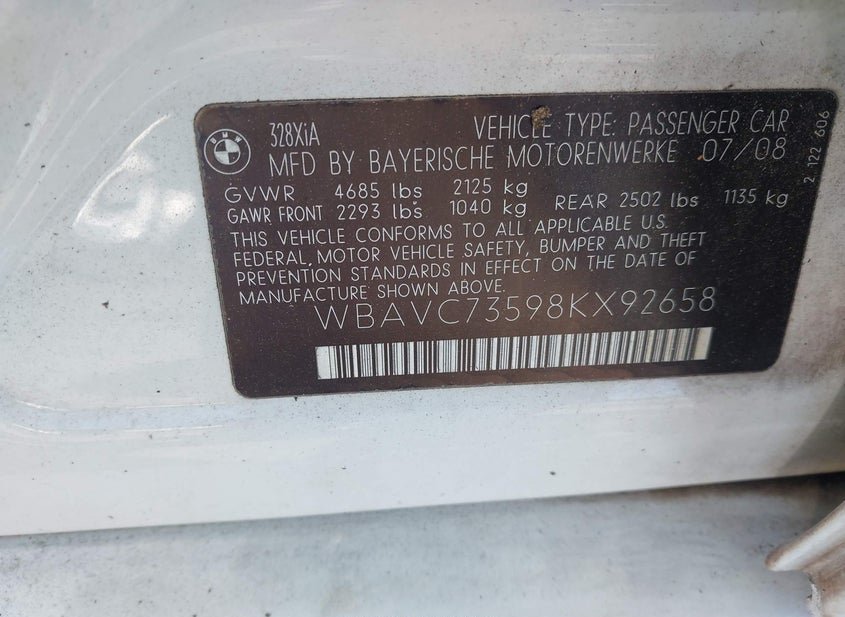 BMW
328XiA VEHICLE TYPE: PASSENGER CAR
MFD BY BAYERISCHE MOTORENWERKE 07/08
GVWR 4685 lbs 2125 kg
GAWR FRONT 2293 lbs 1040 kg REAR 2502 lbs 1135 kg
THIS VEHICLE CONFORMS TO ALL APPLICABLE U.S.
FEDERAL, MOTOR VEHICLE SAFETY, BUMPER AND THEFT
PREVENTION STANDARDS IN EFFECT ON THE DATE OF
MANUFACTURE SHOWN ABOVE.
WBAVC73598KX92658
2 122 606